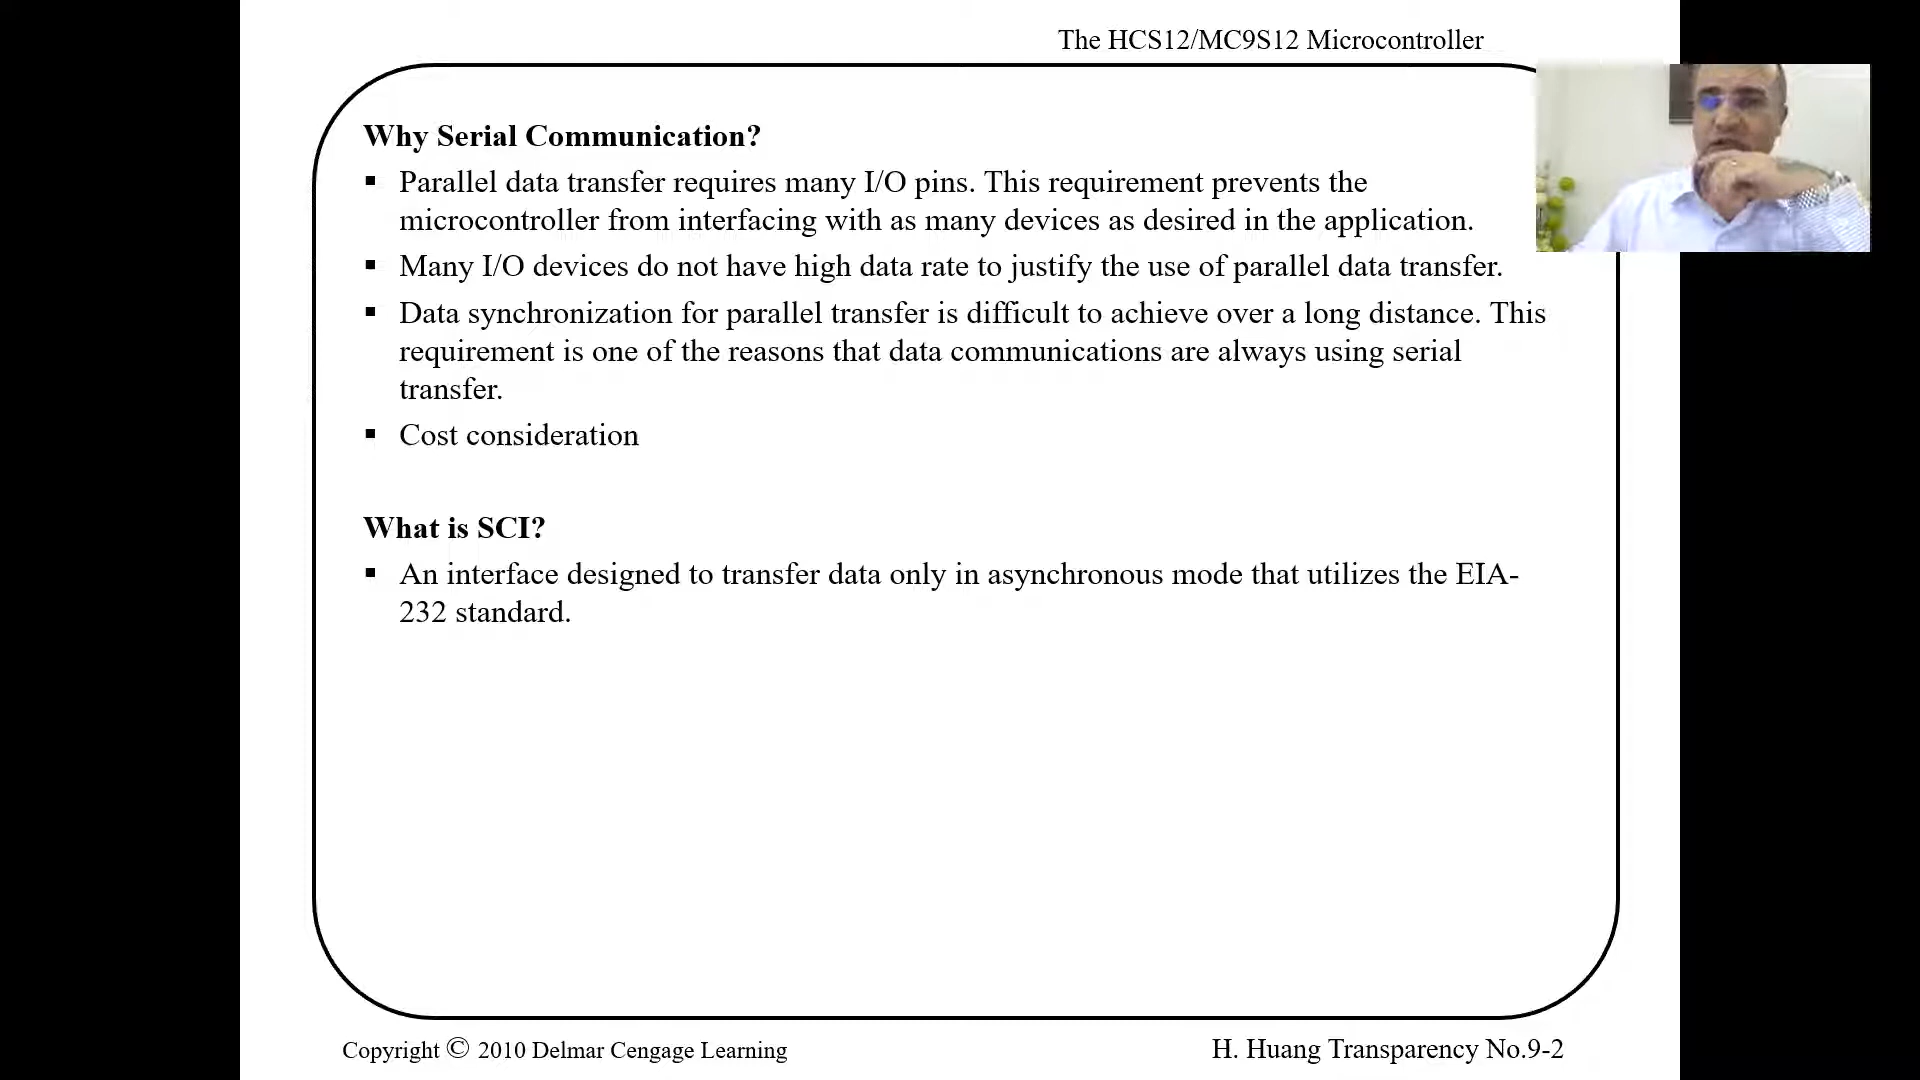 The HCS12/MC9S12 Microcontroller
Why Serial Communication?
▪ Parallel data transfer requires many I/O pins. This requirement prevents the
microcontroller from interfacing with as many devices as desired in the application.
▪ Many I/O devices do not have high data rate to justify the use of parallel data transfer.
▪ Data synchronization for parallel transfer is difficult to achieve over a long distance. This
requirement is one of the reasons that data communications are always using serial
transfer.
▪ Cost consideration
What is SCI?
▪ An interface designed to transfer data only in asynchronous mode that utilizes the EIA-
232 standard.
Copyright © 2010 Delmar Cengage Learning
H. Huang Transparency No.9-2